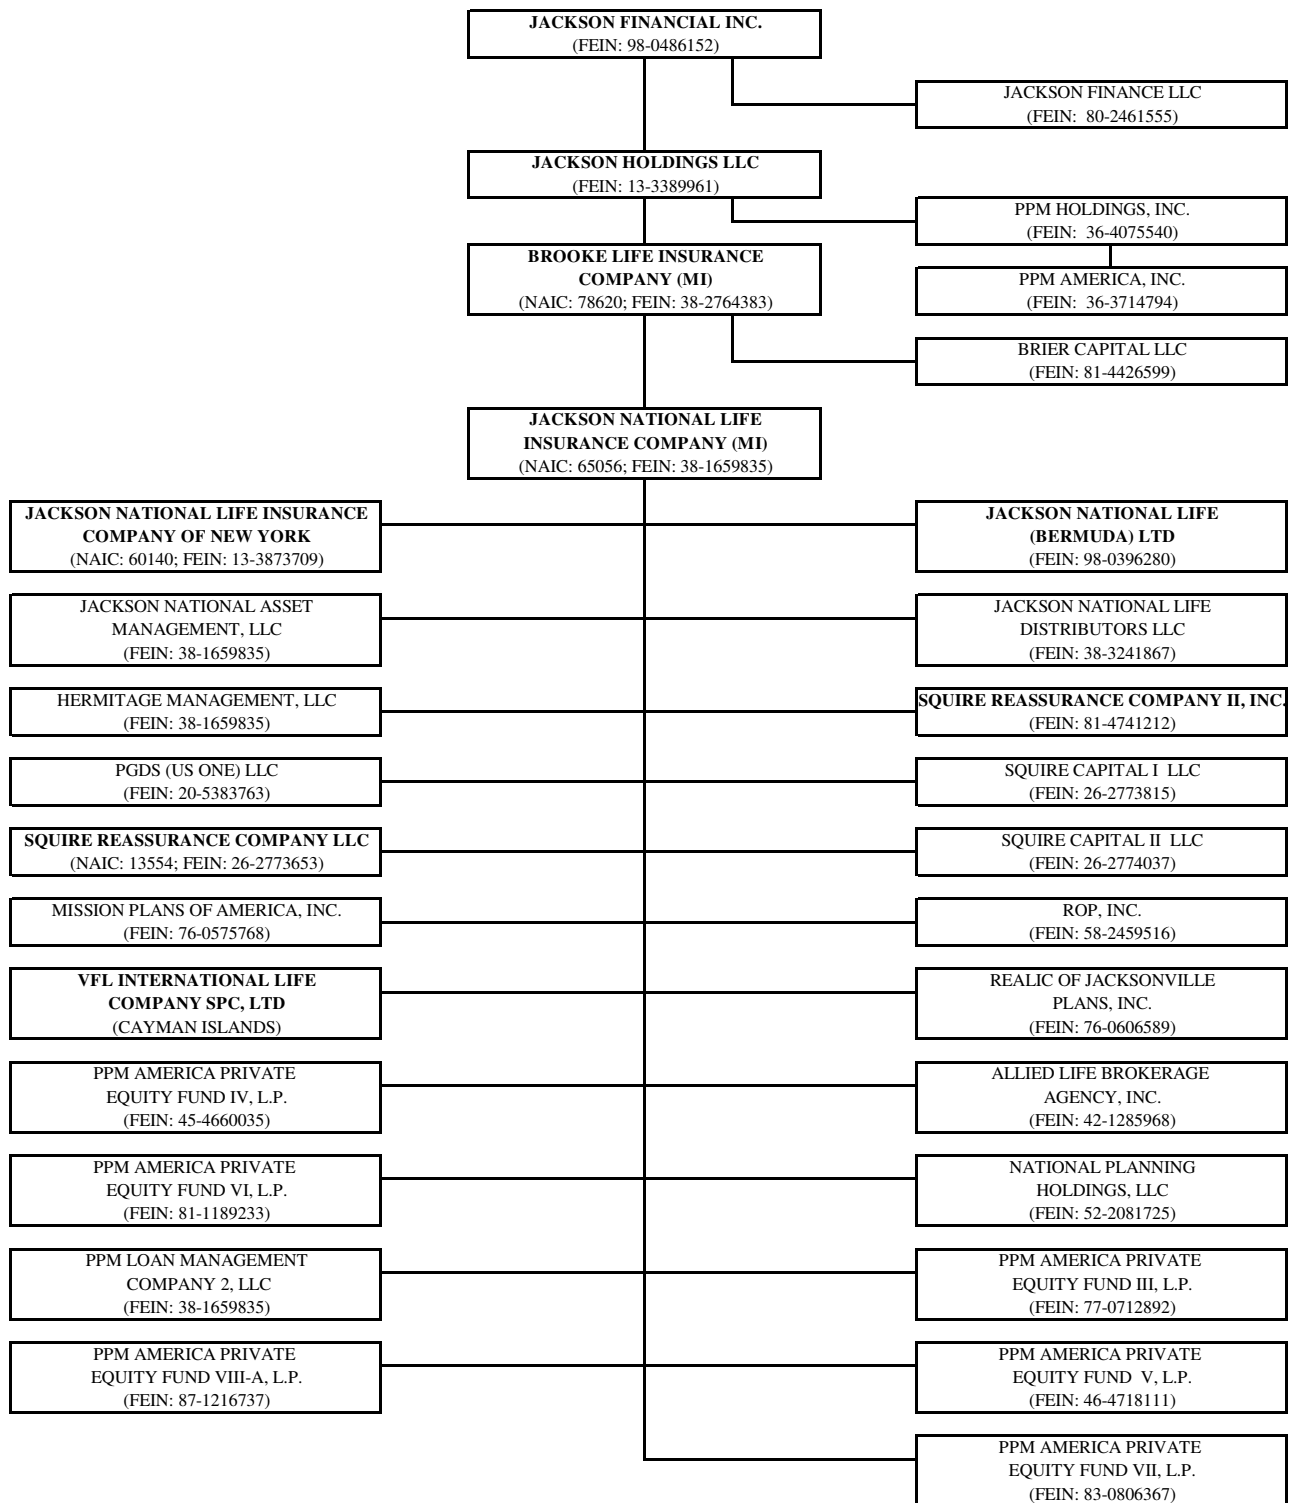 JACKSON FINANCIAL INC.
(FEIN: 98-0486152)
JACKSON FINANCE LLC
(FEIN: 80-2461555)
JACKSON HOLDINGS LLC
(FEIN: 13-3389961)
PPM HOLDINGS, INC.
(FEIN: 36-4075540)
BROOKE LIFE INSURANCE
COMPANY (MI)
(NAIC: 78620; FEIN: 38-2764383)
PPM AMERICA, INC.
(FEIN: 36-3714794)
BRIER CAPITAL LLC
(FEIN: 81-4426599)
JACKSON NATIONAL LIFE
INSURANCE COMPANY (MI)
(NAIC: 65056; FEIN: 38-1659835)
JACKSON NATIONAL LIFE INSURANCE
COMPANY OF NEW YORK
(NAIC: 60140; FEIN: 13-3873709)
JACKSON NATIONAL LIFE
(BERMUDA) LTD
(FEIN: 98-0396280)
JACKSON NATIONAL ASSET
MANAGEMENT, LLC
(FEIN: 38-1659835)
JACKSON NATIONAL LIFE
DISTRIBUTORS LLC
(FEIN: 38-3241867)
HERMITAGE MANAGEMENT, LLC
(FEIN: 38-1659835)
SQUIRE REASSURANCE COMPANY II, INC.
(FEIN: 81-4741212)
PGDS (US ONE) LLC
(FEIN: 20-5383763)
SQUIRE CAPITAL I LLC
(FEIN: 26-2773815)
SQUIRE REASSURANCE COMPANY LLC
(NAIC: 13554; FEIN: 26-2773653)
SQUIRE CAPITAL II LLC
(FEIN: 26-2774037)
MISSION PLANS OF AMERICA, INC.
(FEIN: 76-0575768)
ROP, INC.
(FEIN: 58-2459516)
VFL INTERNATIONAL LIFE
COMPANY SPC, LTD
(CAYMAN ISLANDS)
REALIC OF JACKSONVILLE
PLANS, INC.
(FEIN: 76-0606589)
PPM AMERICA PRIVATE
EQUITY FUND IV, L.P.
(FEIN: 45-4660035)
ALLIED LIFE BROKERAGE
AGENCY, INC.
(FEIN: 42-1285968)
PPM AMERICA PRIVATE
EQUITY FUND VI, L.P.
(FEIN: 81-1189233)
NATIONAL PLANNING
HOLDINGS, LLC
(FEIN: 52-2081725)
PPM LOAN MANAGEMENT
COMPANY 2, LLC
(FEIN: 38-1659835)
PPM AMERICA PRIVATE
EQUITY FUND III, L.P.
(FEIN: 77-0712892)
PPM AMERICA PRIVATE
EQUITY FUND VIII-A, L.P.
(FEIN: 87-1216737)
PPM AMERICA PRIVATE
EQUITY FUND V, L.P.
(FEIN: 46-4718111)
PPM AMERICA PRIVATE
EQUITY FUND VII, L.P.
(FEIN: 83-0806367)